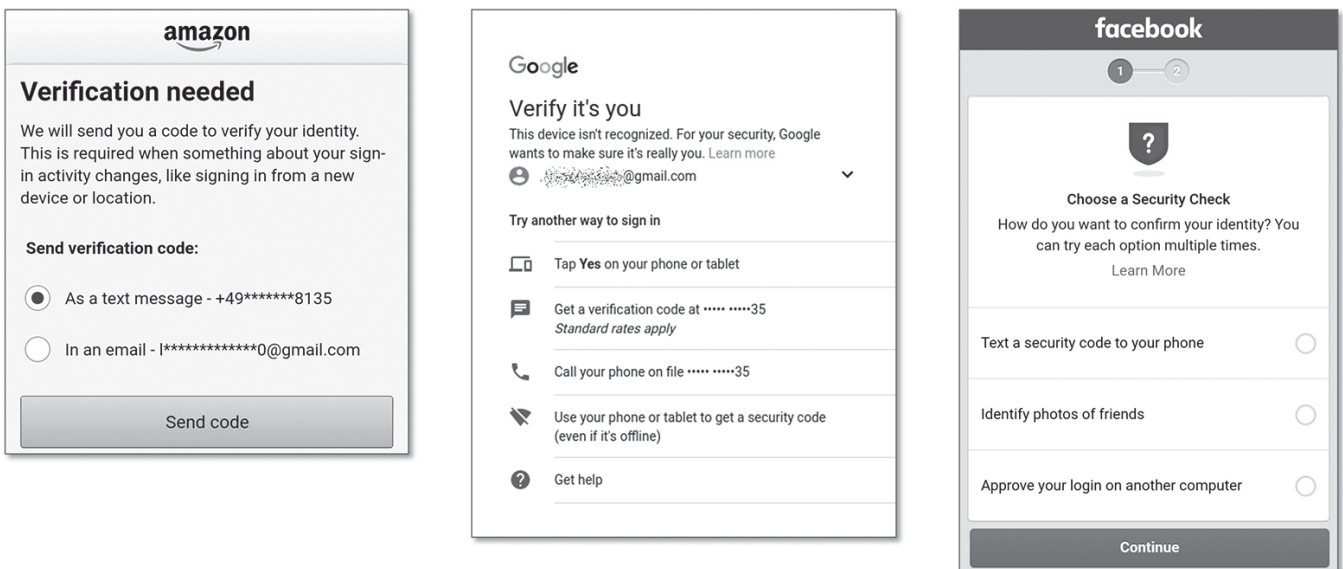 amazon
Verification needed
We will send you a code to verify your identity.
This is required when something about your sign-
in activity changes, like signing in from a new
device or location.
Send verification code:
As a text message - +49*******8135
In an email - l*************0@gmail.com
Send code
Google
Verify it's you
This device isn't recognized. For your security, Google
wants to make sure it's really you. Learn more
@gmail.com
Try another way to sign in
Tap Yes on your phone or tablet
Get a verification code at ••••• •••••35
Standard rates apply
Call your phone on file ••••• •••••35
Use your phone or tablet to get a security code
(even if it's offline)
? Get help
facebook
1 2
?
Choose a Security Check
How do you want to confirm your identity? You
can try each option multiple times.
Learn More
Text a security code to your phone
Identify photos of friends
Approve your login on another computer
Continue